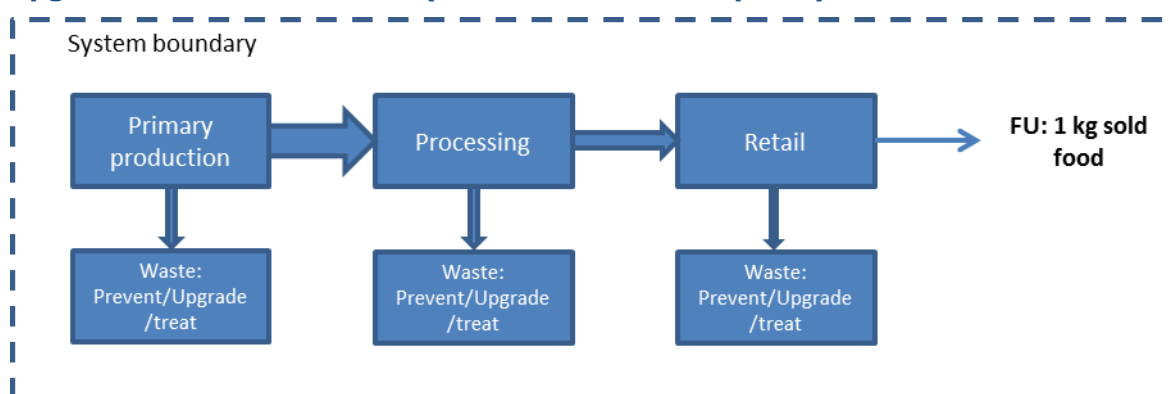 System boundary
Primary
production
Processing
Retail
FU: 1 kg sold
food
Waste:
Prevent/Upgrade
/treat
Waste:
Prevent/Upgrade
/treat
Waste:
Prevent/Upgrade
/treat